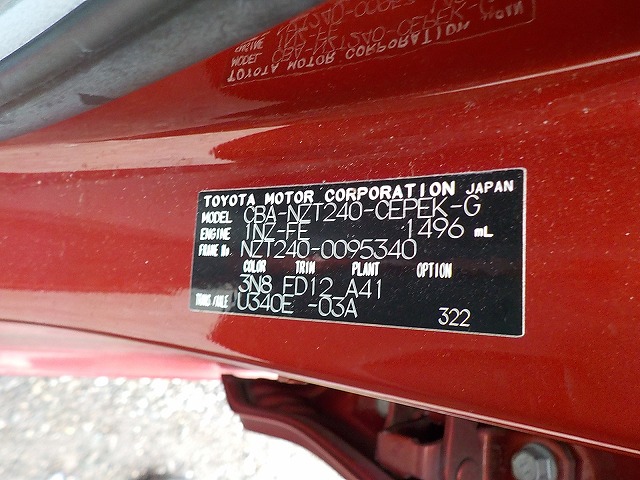 TOYOTA MOTOR CORPORATION JAPAN
MODEL CBA-NZT240-CEPEK-G
ENGINE 1NZ-FE 1496 mL
FRAME No NZT240-0095340
COLOR TRIM PLANT OPTION
3N8 FD12 A41
TRANS/AXLE U340E -03A
322